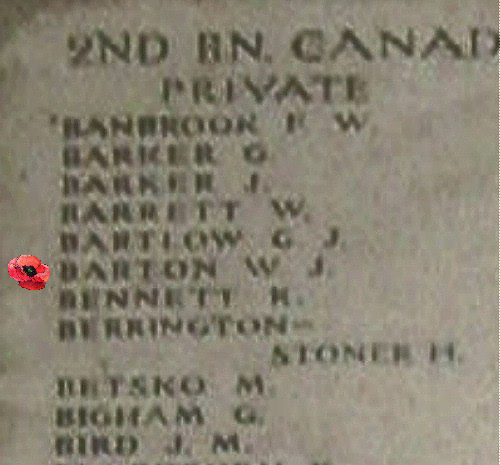 2ND BN. CANAD
PRIVATE
BANBROOK F. W.
BARKER G.
BARKER J.
BARRETT W.
BARTLOW G. J.
BARTON W. J.
BENNETT R.
BERRINGTON-
STONER H.
BETSKO M.
BIGHAM G.
BIRD J. M.